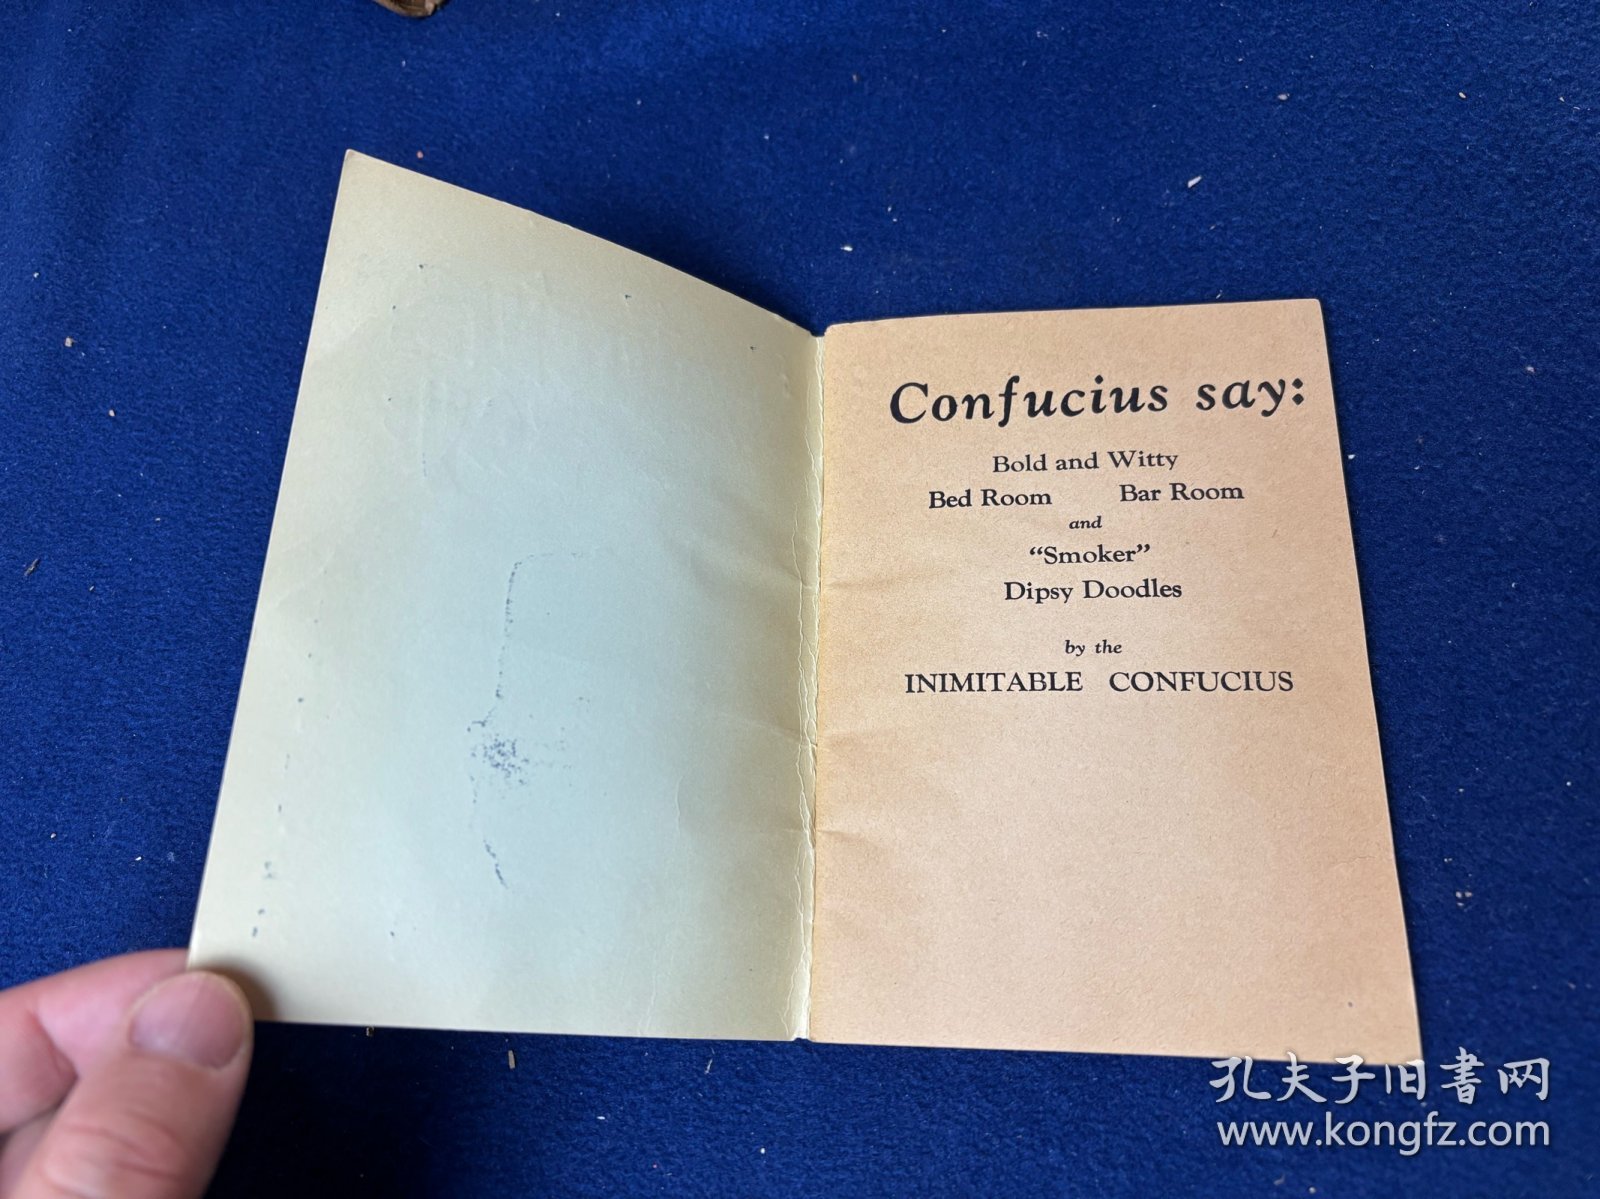 Confucius say:
Bold and Witty
Bed Room Bar Room
and
“Smoker”
Dipsy Doodles
by the
INIMITABLE CONFUCIUS
孔夫子旧书网
www.kongfz.com